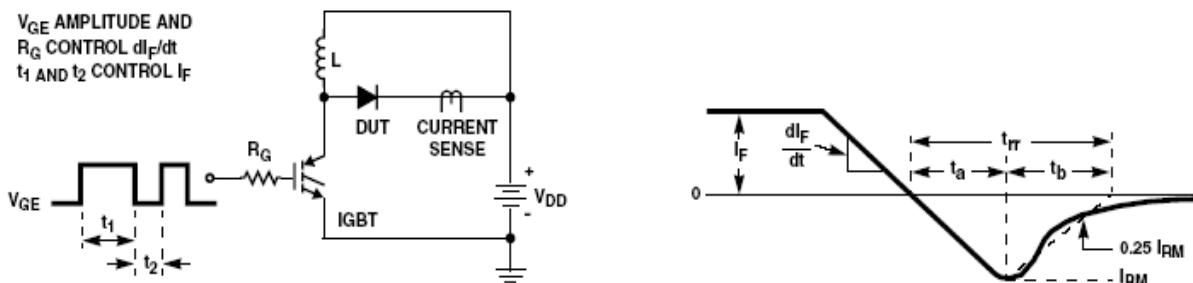 VGE AMPLITUDE AND
RG CONTROL dIF/dt
t1 AND t2 CONTROL IF
L
DUT
CURRENT
SENSE
RG
VGE
t1
t2
IGBT
+
VDD
-
IF
dIF
dt
trr
ta
tb
0
0.25 IRM
IRM